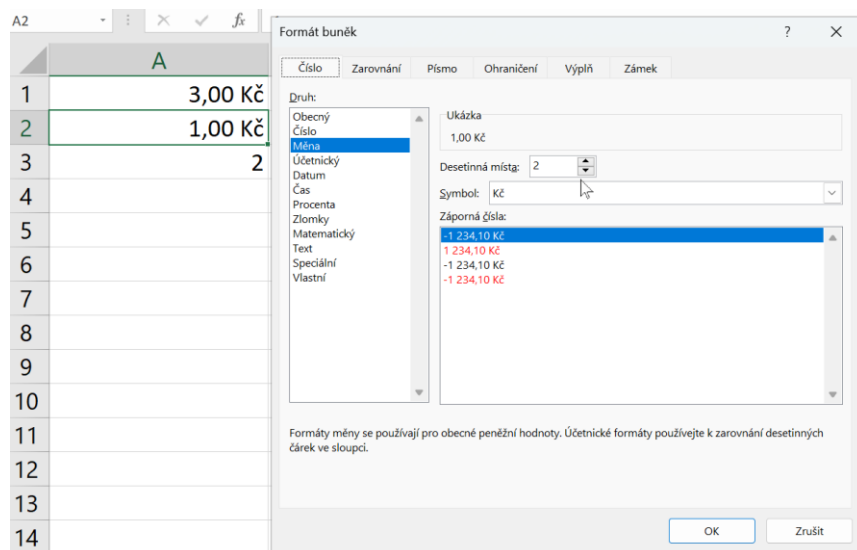 A2
fx
Formát buněk
?
Číslo Zarovnání Písmo Ohraničení Výplň Zámek
Druh:
Obecný
Číslo
Měna
Účetnický
Datum
Čas
Procenta
Zlomky
Matematický
Text
Speciální
Vlastní
Ukázka
1,00 Kč
Desetinná místa: 2
Symbol: Kč
Záporná čísla:
-1 234,10 Kč
1 234,10 Kč
-1 234,10 Kč
-1 234,10 Kč
Formáty měny se používají pro obecné peněžní hodnoty. Účetnické formáty používejte k zarovnání desetinných
čárek ve sloupci.
OK Zrušit
A
1 3,00 Kč
2 1,00 Kč
3 2
4
5
6
7
8
9
10
11
12
13
14